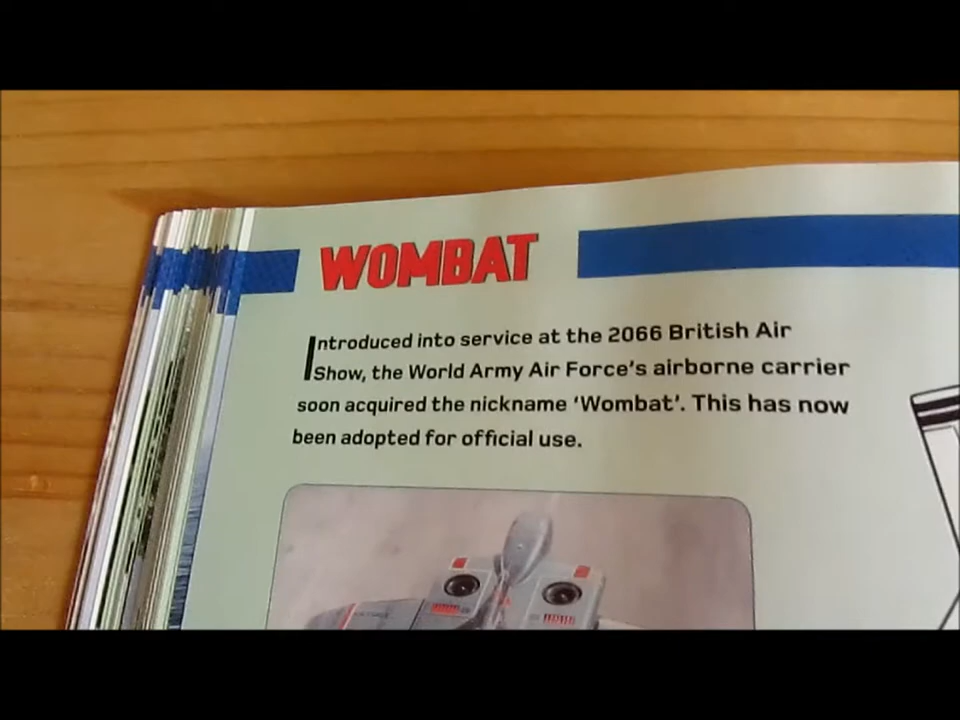 WOMBAT
Introduced into service at the 2066 British Air
Show, the World Army Air Force's airborne carrier
soon acquired the nickname 'Wombat'. This has now
been adopted for official use.